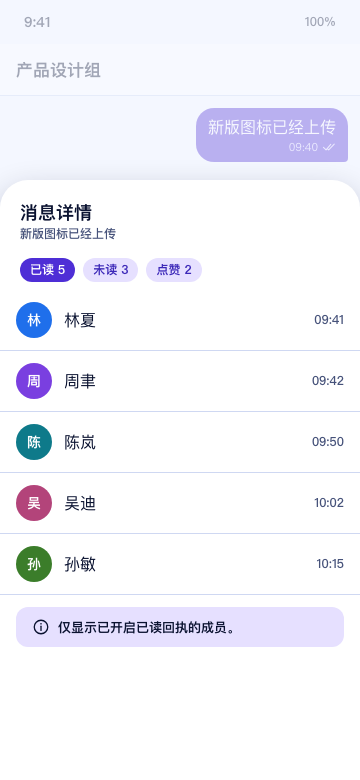 9:41
100%
产品设计组
新版图标已经上传
09:40
消息详情
新版图标已经上传
已读 5
未读 3
点赞 2
林
林夏
09:41
周
周聿
09:42
陈
陈岚
09:50
吴
吴迪
10:02
孙
孙敏
10:15
仅显示已开启已读回执的成员。